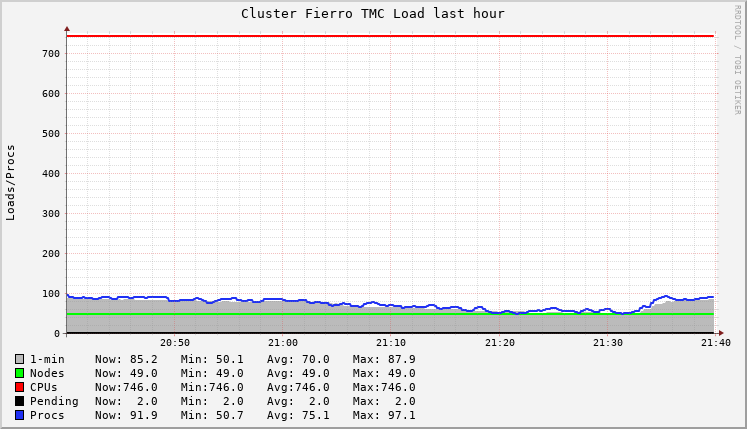 Cluster Fierro TMC Load last hour
RRDTOOL / TOBI OETIKER
Loads/Procs
700
600
500
400
300
200
100
0
20:50 21:00 21:10 21:20 21:30 21:40
1-min Now: 85.2 Min: 50.1 Avg: 70.0 Max: 87.9
Nodes Now: 49.0 Min: 49.0 Avg: 49.0 Max: 49.0
CPUs Now:746.0 Min:746.0 Avg:746.0 Max:746.0
Pending Now: 2.0 Min: 2.0 Avg: 2.0 Max: 2.0
Procs Now: 91.9 Min: 50.7 Avg: 75.1 Max: 97.1